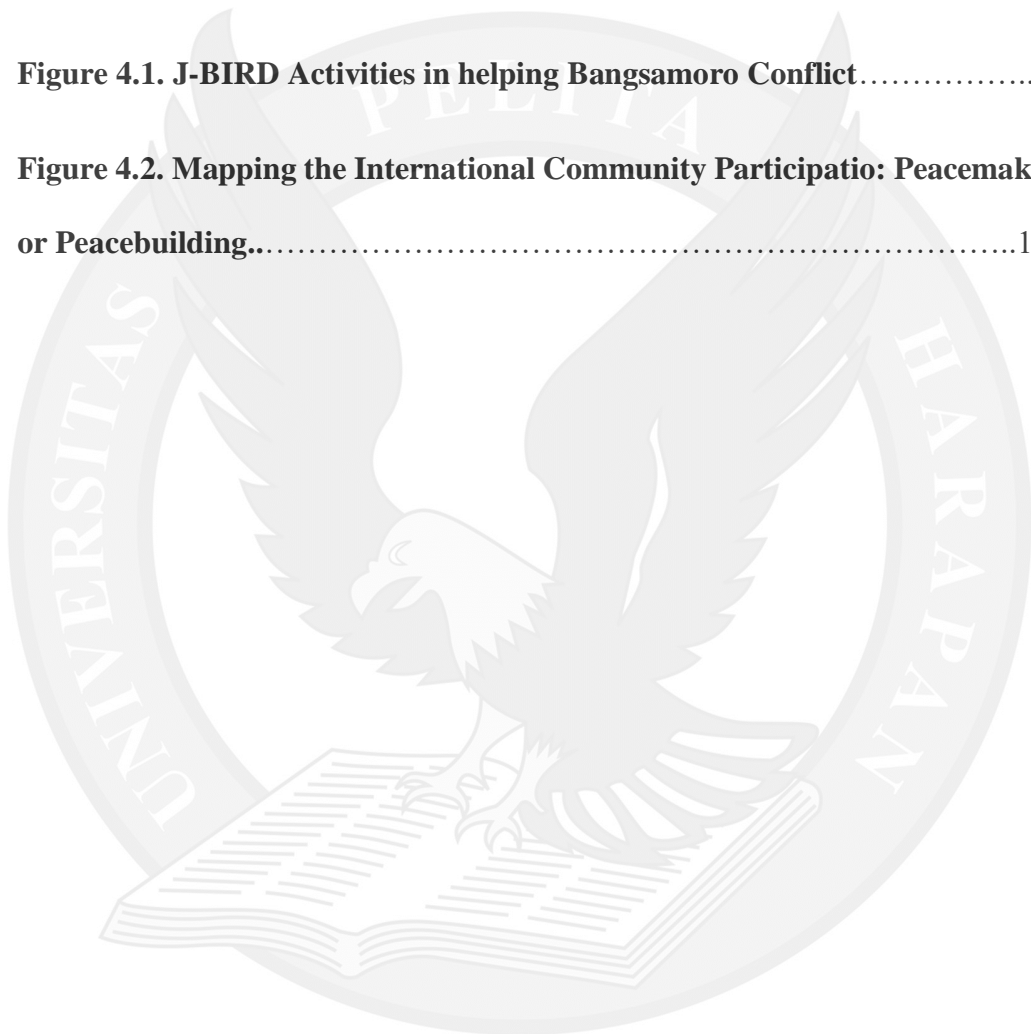 Figure 4.1. J-BIRD Activities in helping Bangsamoro Conflict……………..
Figure 4.2. Mapping the International Community Participatio: Peacemak
or Peacebuilding..…………………………………………………………..1
UNIVERSITAS PELITA HARAPAN